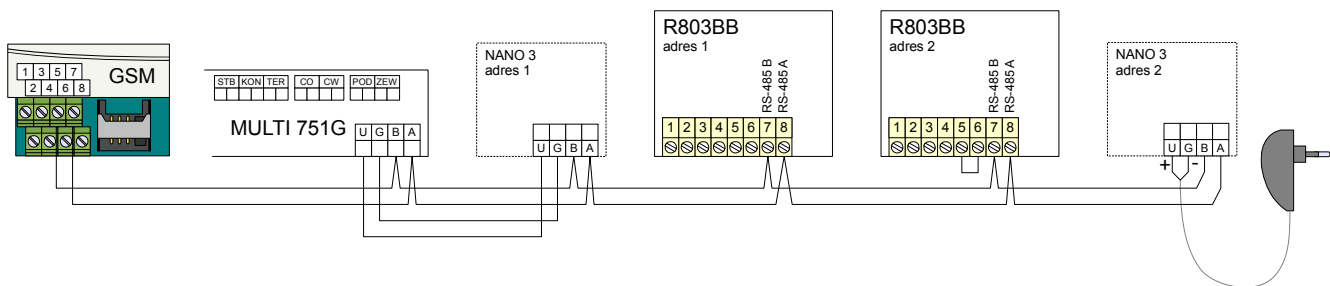 1 3 5 7
2 4 6 8
GSM
STB KON TER CO CW POD ZEW
MULTI 751G
U G B A
NANO 3
adres 1
U G B A
R803BB
adres 1
RS-485 B
RS-485 A
1 2 3 4 5 6 7 8
R803BB
adres 2
RS-485 B
RS-485 A
1 2 3 4 5 6 7 8
NANO 3
adres 2
U G B A
+ -